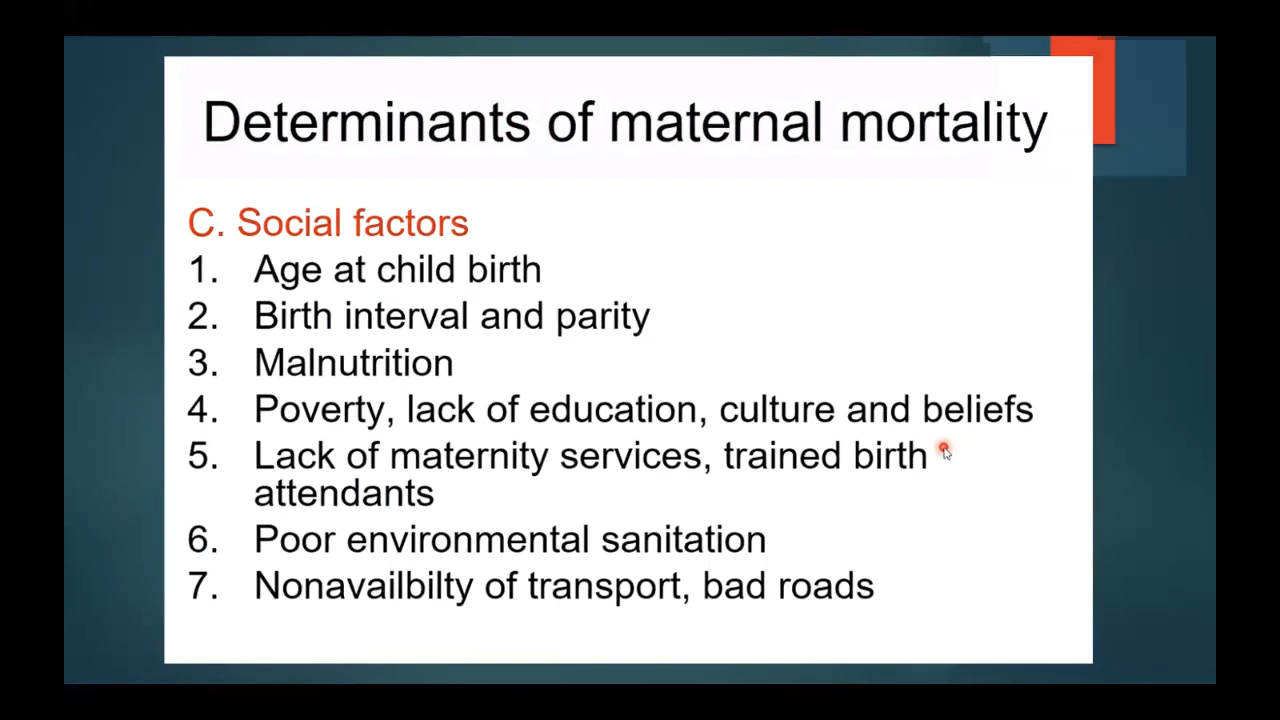 Determinants of maternal mortality
C. Social factors
1. Age at child birth
2. Birth interval and parity
3. Malnutrition
4. Poverty, lack of education, culture and beliefs
5. Lack of maternity services, trained birth
attendants
6. Poor environmental sanitation
7. Nonavailbilty of transport, bad roads